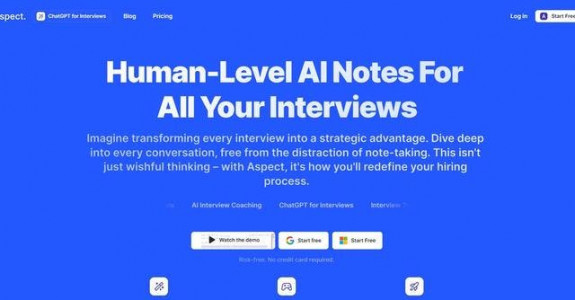 spect.
ChatGPT for Interviews
Blog
Pricing
Log in
Start Free
Human-Level AI Notes For
All Your Interviews
Imagine transforming every interview into a strategic advantage. Dive deep
into every conversation, free from the distraction of note-taking. This isn't
just wishful thinking – with Aspect, it's how you'll redefine your hiring
process.
AI Interview Coaching
ChatGPT for Interviews
Interview
Watch the demo
Start free
Start Free
Risk-free. No credit card required.